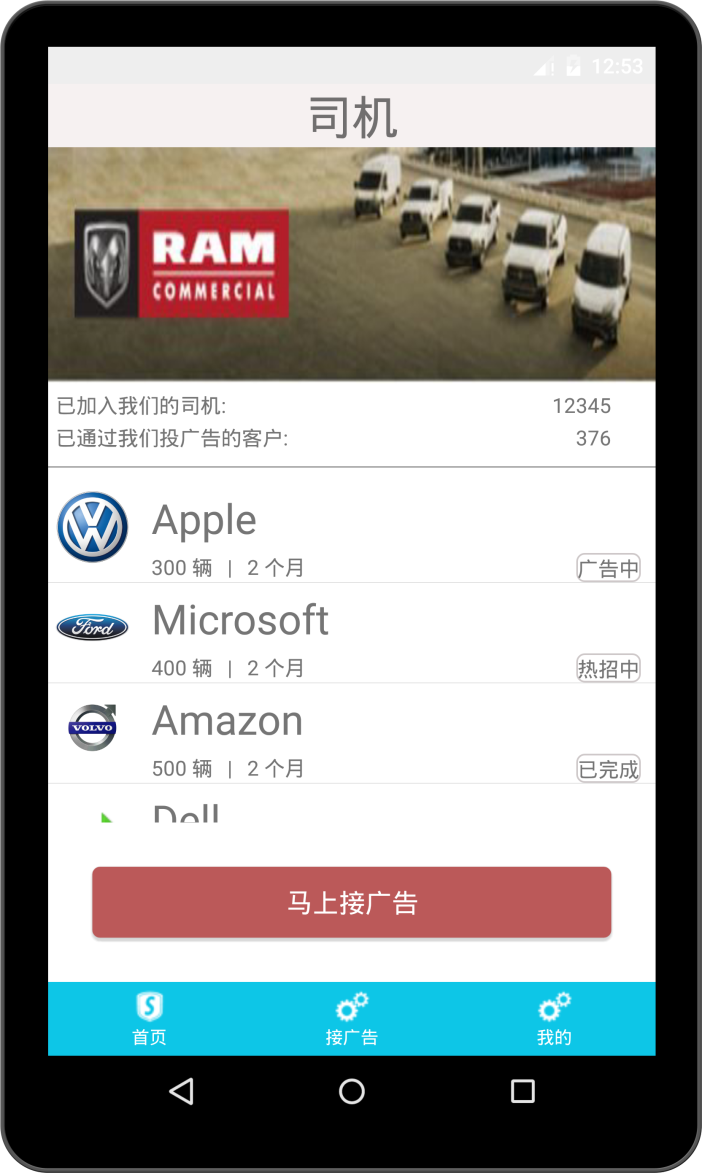 12:53
司机
RAM
COMMERCIAL
已加入我们的司机: 12345
已通过我们投广告的客户: 376
Apple
300 辆 | 2 个月 广告中
Ford
Microsoft
400 辆 | 2 个月 热招中
VOLVO
Amazon
500 辆 | 2 个月 已完成
Dell
马上接广告
首页 接广告 我的